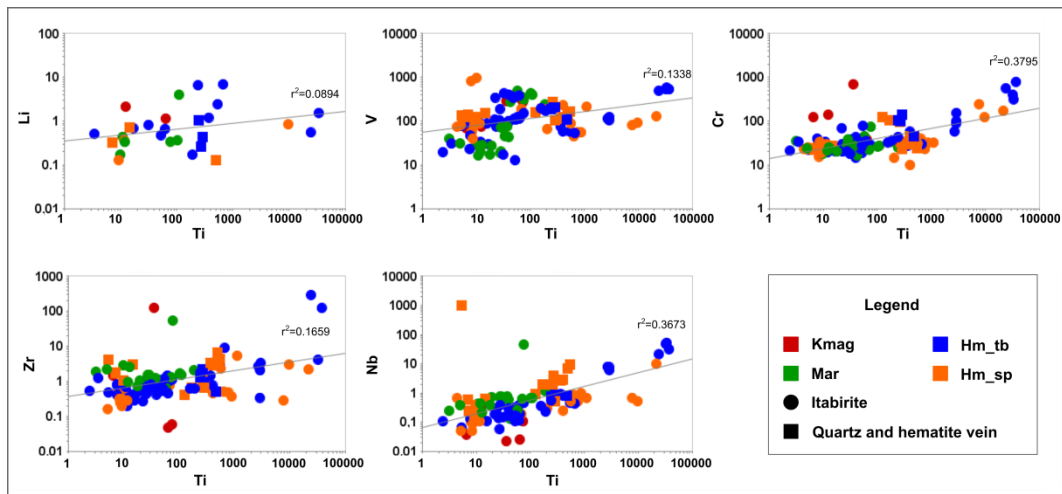 100
10
1
0.1
0.01
Li
r²=0.0894
1 10 100 1000 10000 100000
Ti
10000
1000
100
10
1
V
r²=0.1338
1 10 100 1000 10000 100000
Ti
10000
1000
100
10
1
Cr
r²=0.3795
1 10 100 1000 10000 100000
Ti
1000
100
10
1
0.1
0.01
Zr
r²=0.1659
1 10 100 1000 10000 100000
Ti
10000
1000
100
10
1
0.1
0.01
Nb
r²=0.3673
1 10 100 1000 10000 100000
Ti
Legend
Kmag Hm_tb
Mar Hm_sp
Itabirite
Quartz and hematite vein